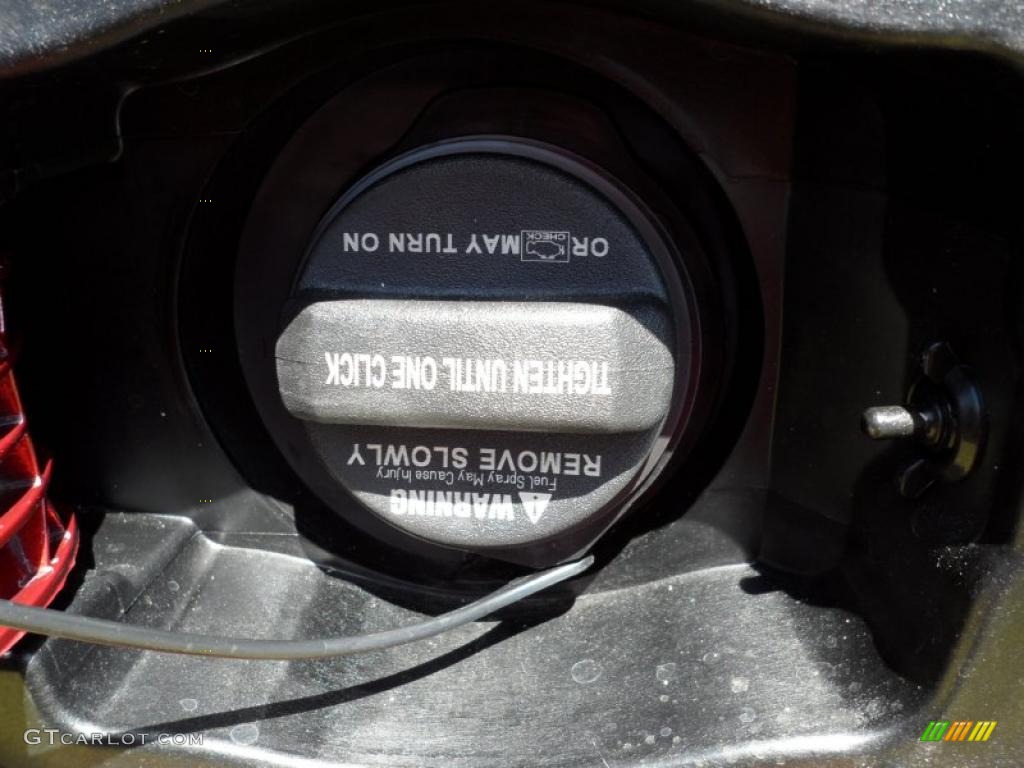 WARNING
Fuel Spray May Cause Injury
REMOVE SLOWLY
TIGHTEN UNTIL ONE CLICK
OR CHECK MAY TURN ON
GTCARLOT.COM